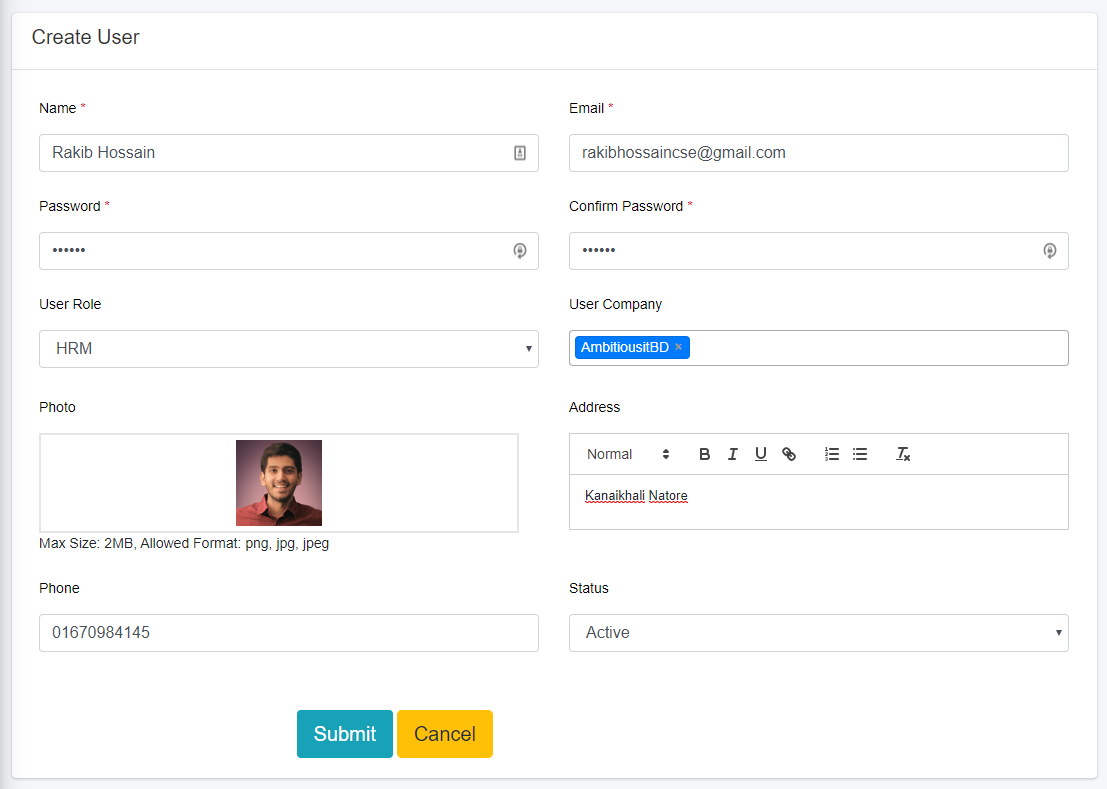 Create User
Name * Email *
Rakib Hossain rakibhossaincse@gmail.com
Password * Confirm Password *
•••••• ••••••
User Role User Company
HRM AmbitiousitBD ×
Photo Address
Normal B I U
Kanaikhali Natore
Max Size: 2MB, Allowed Format: png, jpg, jpeg
Phone Status
01670984145 Active
Submit Cancel